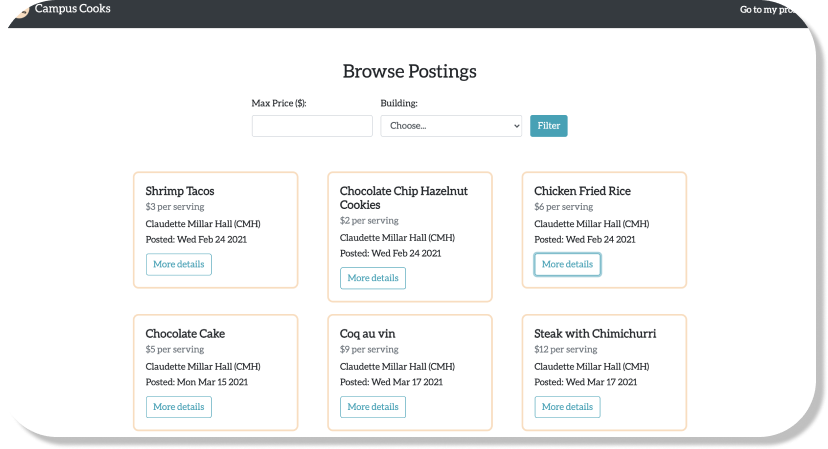 Campus Cooks
Go to my
Browse Postings
Max Price ($):
Building:
Choose...
Filter
Shrimp Tacos
$3 per serving
Claudette Millar Hall (CMH)
Posted: Wed Feb 24 2021
More details
Chocolate Chip Hazelnut
Cookies
$2 per serving
Claudette Millar Hall (CMH)
Posted: Wed Feb 24 2021
More details
Chicken Fried Rice
$6 per serving
Claudette Millar Hall (CMH)
Posted: Wed Feb 24 2021
More details
Chocolate Cake
$5 per serving
Claudette Millar Hall (CMH)
Posted: Mon Mar 15 2021
More details
Coq au vin
$9 per serving
Claudette Millar Hall (CMH)
Posted: Wed Mar 17 2021
More details
Steak with Chimichurri
$12 per serving
Claudette Millar Hall (CMH)
Posted: Wed Mar 17 2021
More details